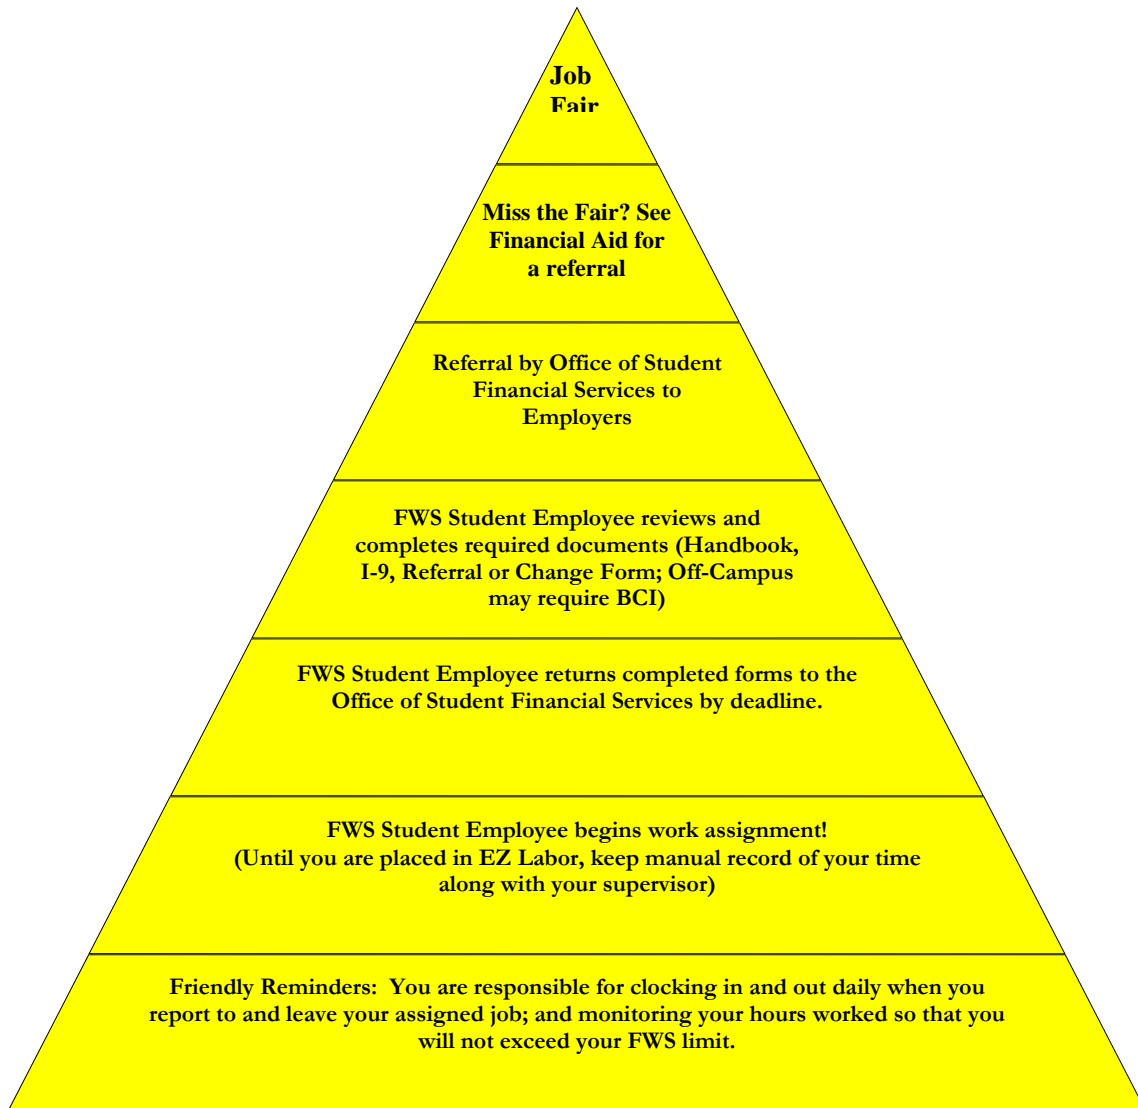 Job
Fair
Miss the Fair? See
Financial Aid for
a referral
Referral by Office of Student
Financial Services to
Employers
FWS Student Employee reviews and
completes required documents (Handbook,
I-9, Referral or Change Form; Off-Campus
may require BCI)
FWS Student Employee returns completed forms to the
Office of Student Financial Services by deadline.
FWS Student Employee begins work assignment!
(Until you are placed in EZ Labor, keep manual record of your time
along with your supervisor)
Friendly Reminders:  You are responsible for clocking in and out daily when you
report to and leave your assigned job; and monitoring your hours worked so that you
will not exceed your FWS limit.